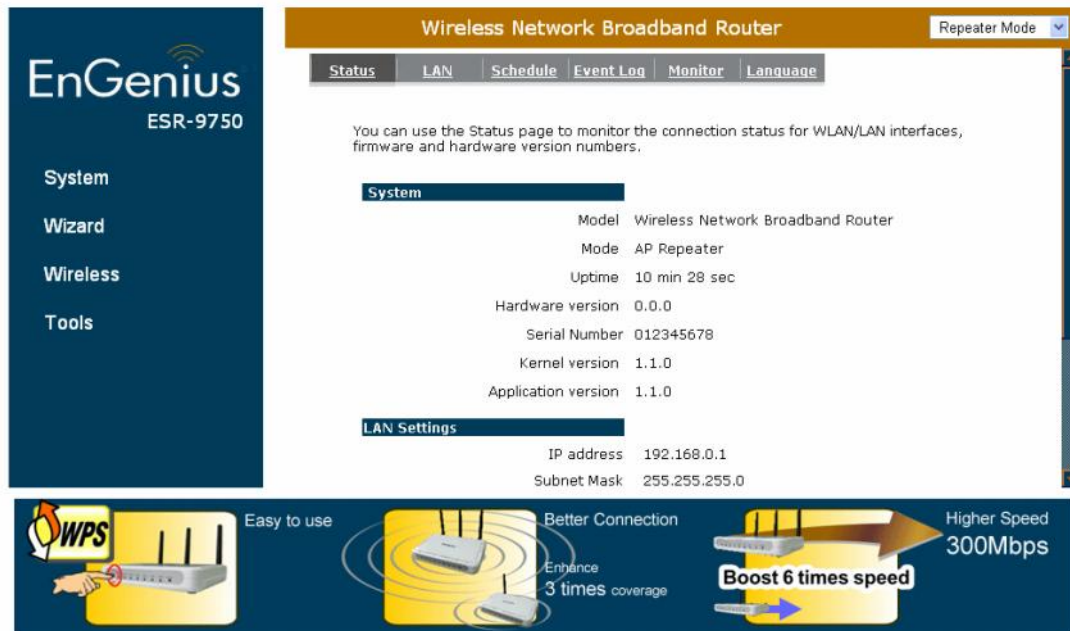 Wireless Network Broadband Router
Repeater Mode
EnGenius
ESR-9750
System
Wizard
Wireless
Tools
Status LAN Schedule Event Log Monitor Language
You can use the Status page to monitor the connection status for WLAN/LAN interfaces,
firmware and hardware version numbers.
System
Model Wireless Network Broadband Router
Mode AP Repeater
Uptime 10 min 28 sec
Hardware version 0.0.0
Serial Number 012345678
Kernel version 1.1.0
Application version 1.1.0
LAN Settings
IP address 192.168.0.1
Subnet Mask 255.255.255.0
WPS
Easy to use
Better Connection
Enhance
3 times coverage
Boost 6 times speed
Higher Speed
300Mbps